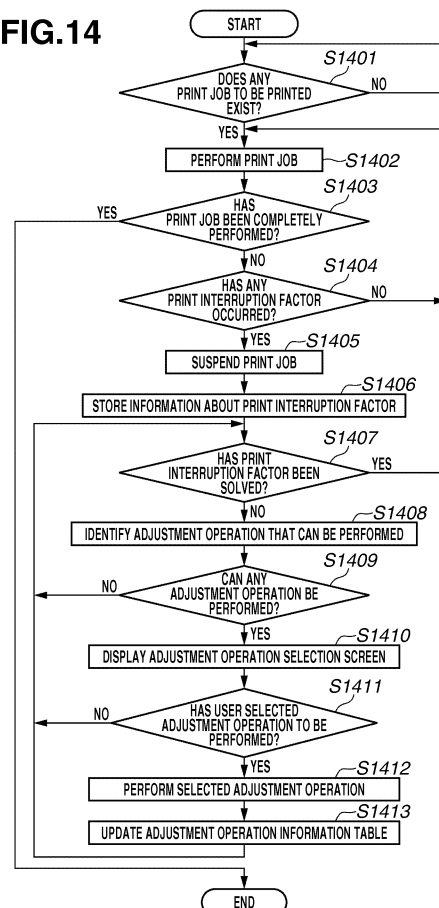 FIG.14
START
S1401
DOES ANY
PRINT JOB TO BE PRINTED
EXIST?
NO
YES
PERFORM PRINT JOB
S1402
S1403
YES
HAS
PRINT JOB BEEN COMPLETELY
PERFORMED?
NO
S1404
HAS ANY
PRINT INTERRUPTION FACTOR
OCCURRED?
NO
YES
S1405
SUSPEND PRINT JOB
S1406
STORE INFORMATION ABOUT PRINT INTERRUPTION FACTOR
S1407
HAS PRINT
INTERRUPTION FACTOR BEEN
SOLVED?
YES
NO
S1408
IDENTIFY ADJUSTMENT OPERATION THAT CAN BE PERFORMED
S1409
NO
CAN ANY
ADJUSTMENT OPERATION BE
PERFORMED?
YES
S1410
DISPLAY ADJUSTMENT OPERATION SELECTION SCREEN
S1411
NO
HAS USER SELECTED
ADJUSTMENT OPERATION TO BE
PERFORMED?
YES
S1412
PERFORM SELECTED ADJUSTMENT OPERATION
S1413
UPDATE ADJUSTMENT OPERATION INFORMATION TABLE
END